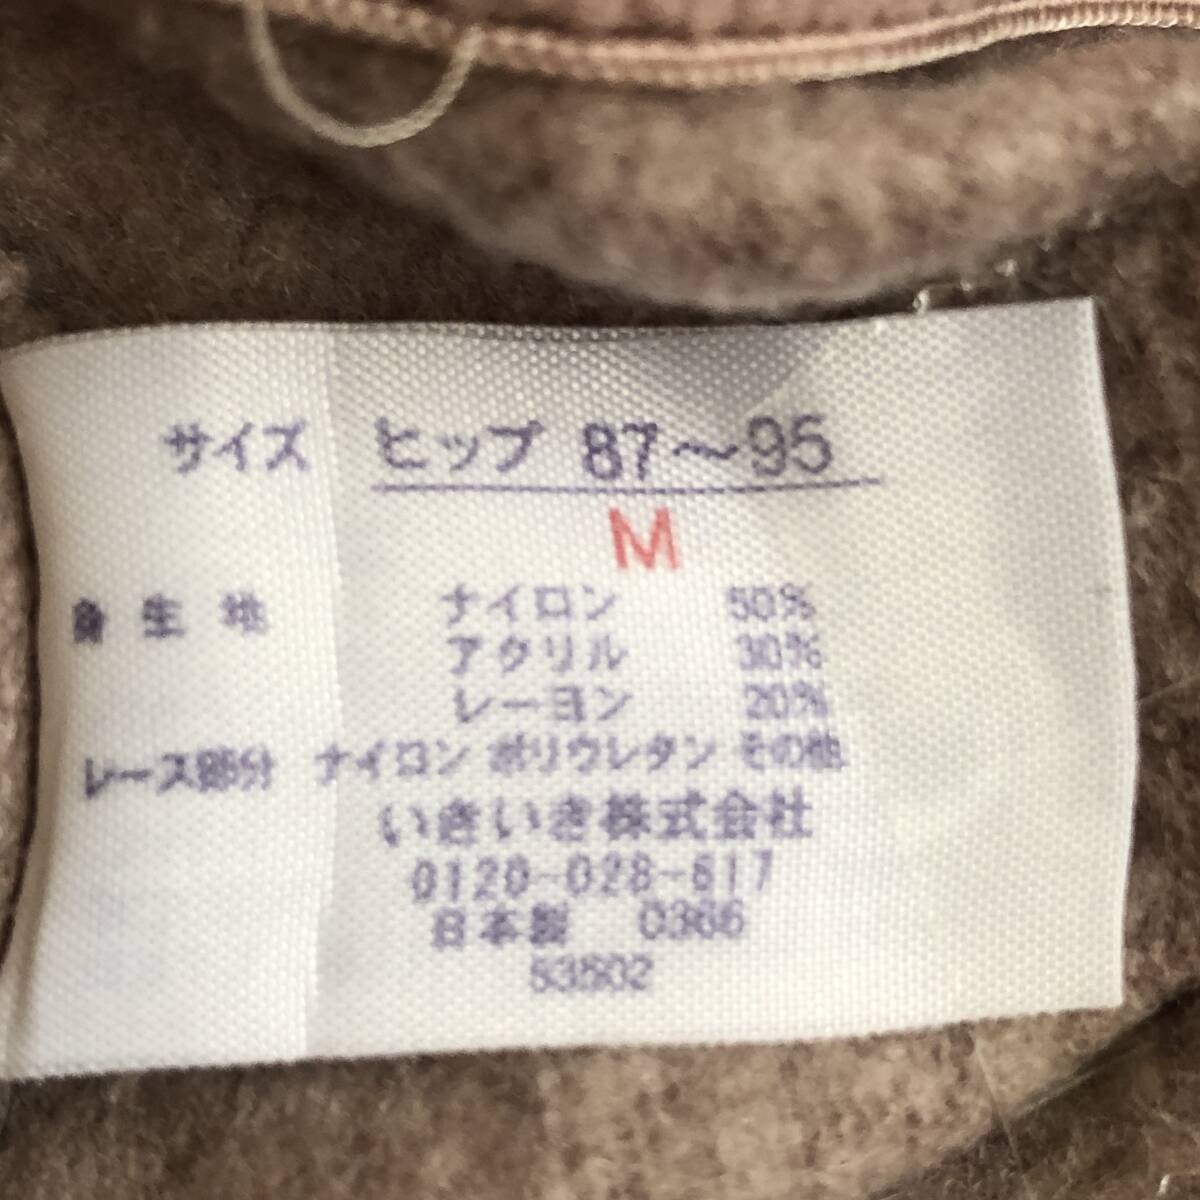 サイズ ヒップ 87～95
M
身生地 ナイロン 50%
アクリル 30%
レーヨン 20%
レース部分 ナイロン ポリウレタン その他
いきいき株式会社
0120-028-617
日本製 0366
53502